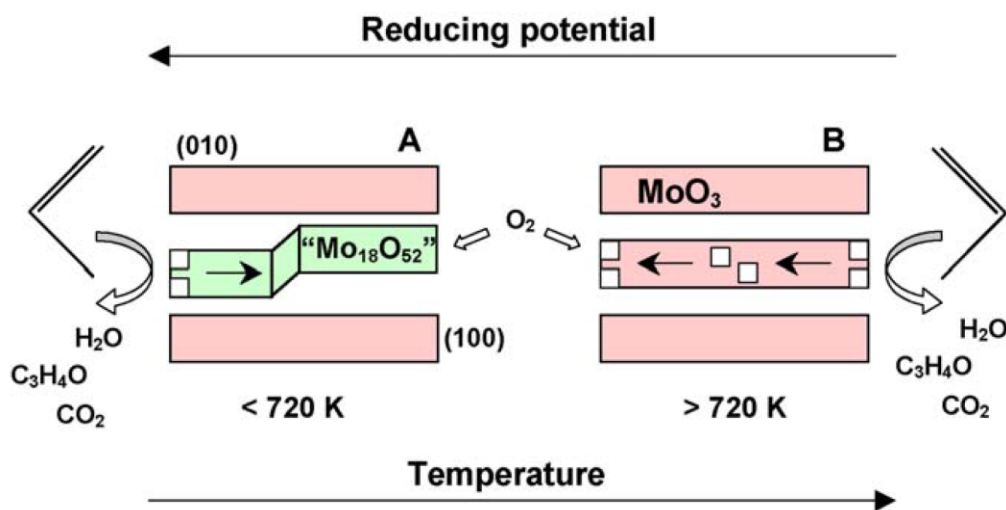 Reducing potential
(010)
A
B
MoO₃
O₂
“Mo₁₈O₅₂”
(100)
H₂O
C₃H₄O
CO₂
H₂O
C₃H₄O
CO₂
< 720 K
> 720 K
Temperature